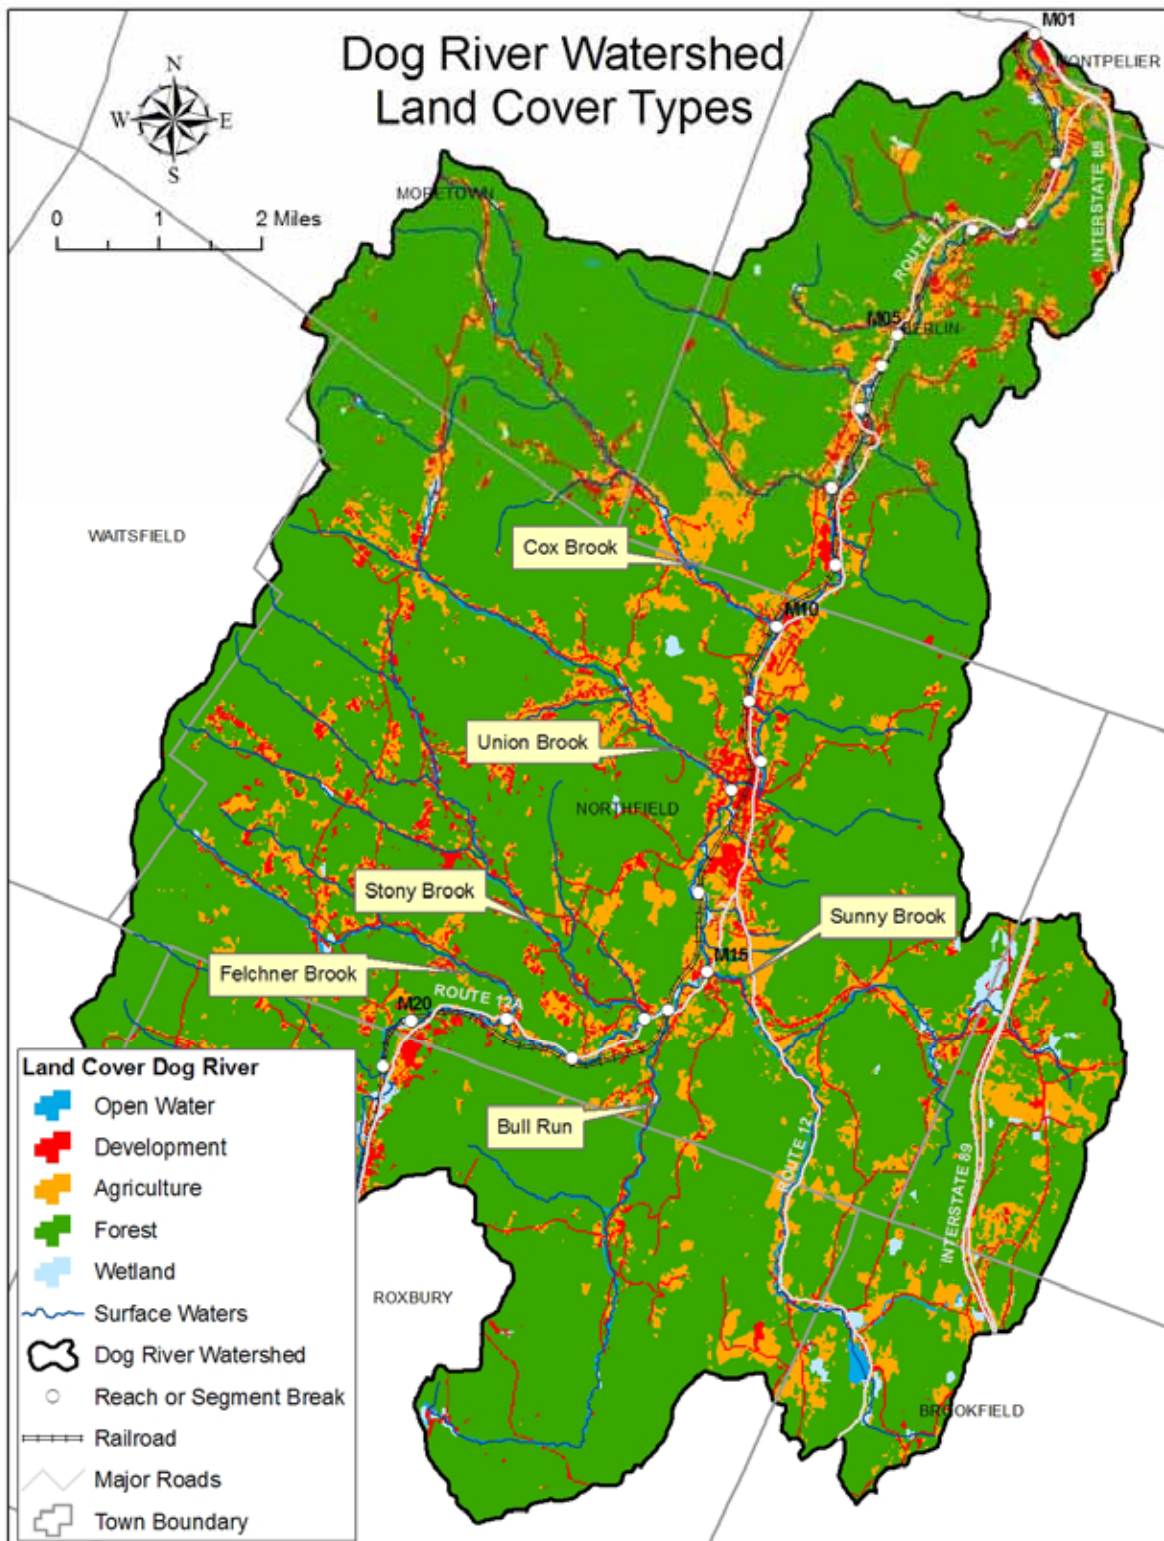 Dog River Watershed
Land Cover Types
M01
MONTPELIER
N
W
E
S
INTERSTATE 89
MORETOWN
0
1
2 Miles
ROUTE 12
M05
BERLIN
WAITSFIELD
Cox Brook
M10
Union Brook
NORTHFIELD
Stony Brook
Sunny Brook
M15
Felchner Brook
ROUTE 12A
M20
Bull Run
ROUTE 12
INTERSTATE 89
ROXBURY
BROOKFIELD
Land Cover Dog River
Open Water
Development
Agriculture
Forest
Wetland
Surface Waters
Dog River Watershed
Reach or Segment Break
Railroad
Major Roads
Town Boundary